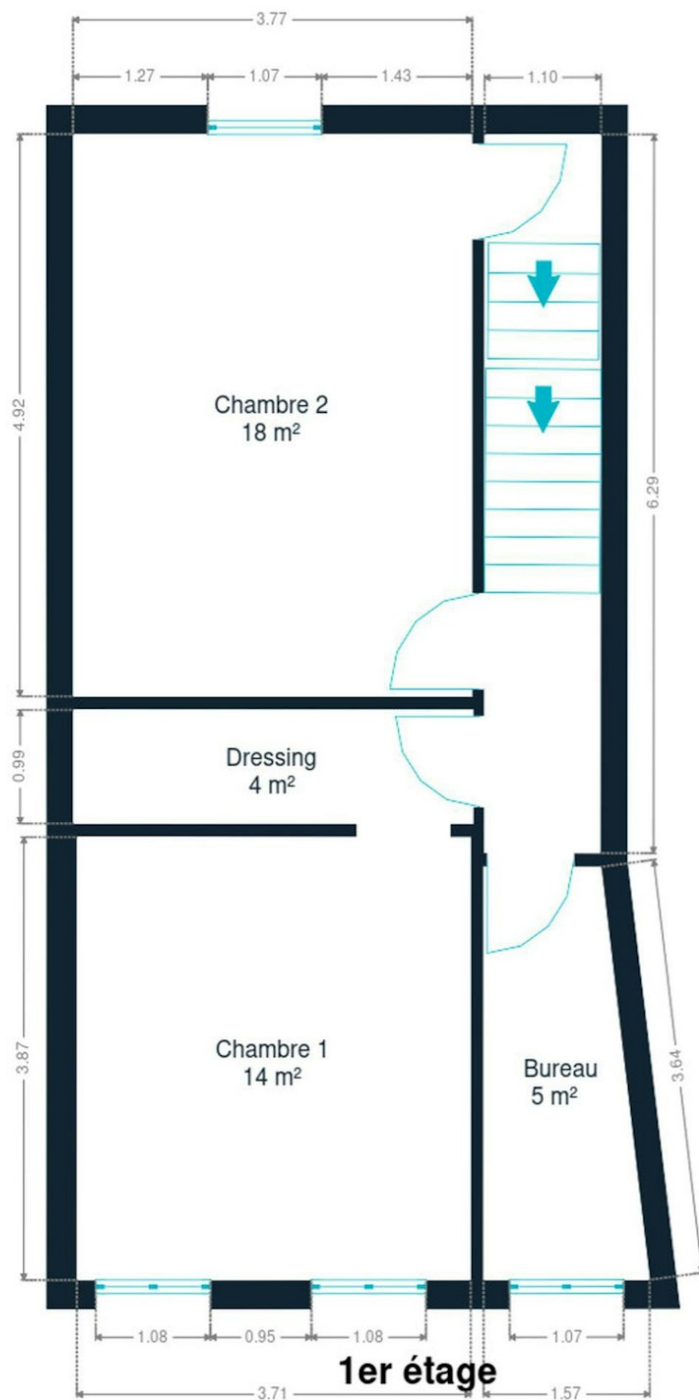 3.77
1.27 1.07 1.43 1.10
4.92
Chambre 2
18 m²
6.29
0.99
Dressing
4 m²
3.87
Chambre 1
14 m²
Bureau
5 m²
3.64
1.08 0.95 1.08 1.07
1er étage
3.71 1.57